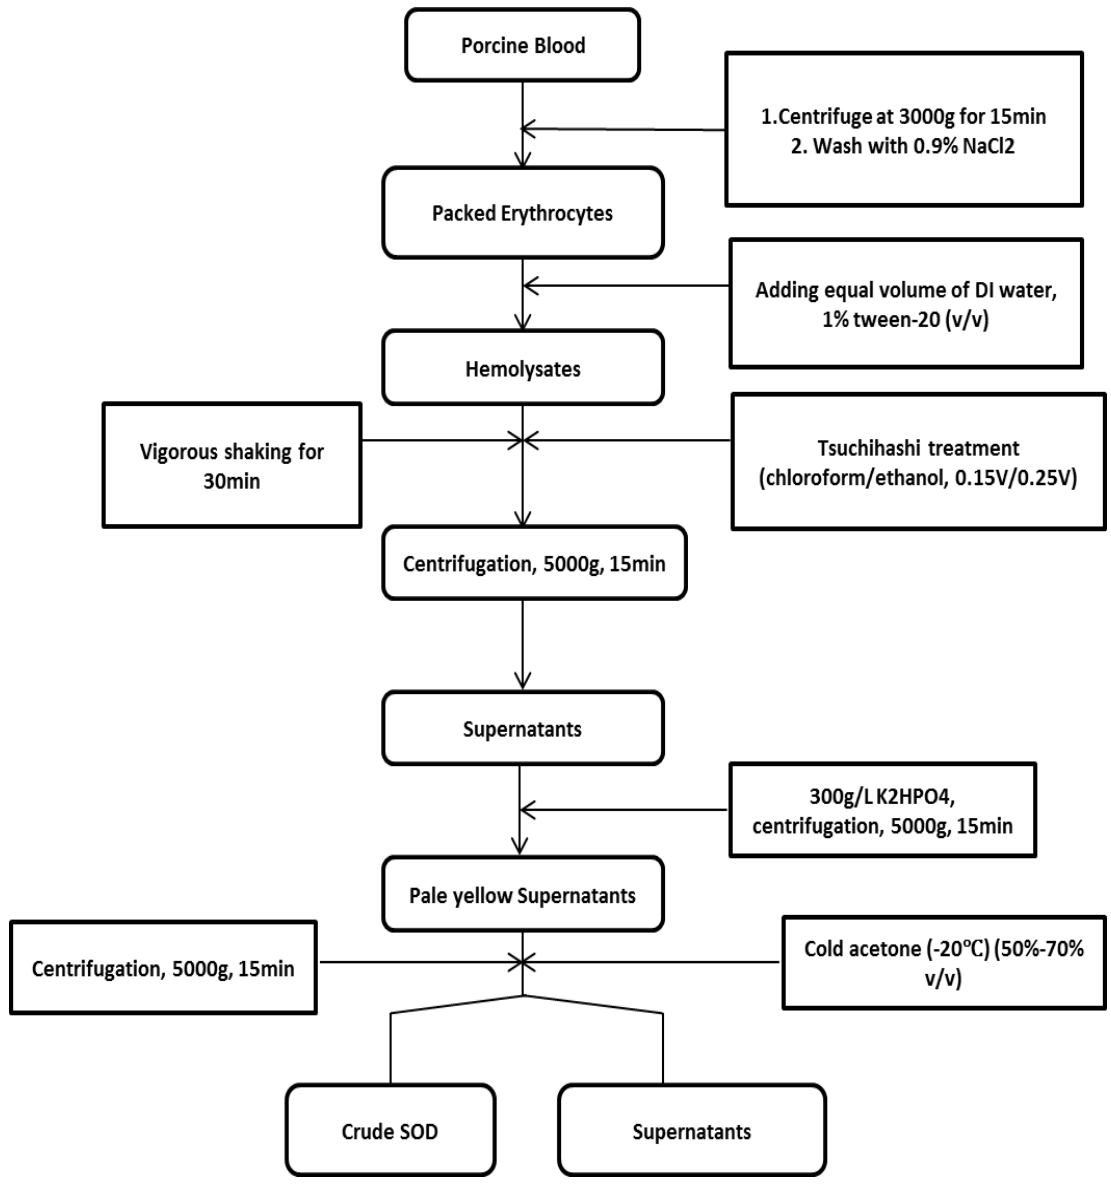 Porcine Blood
1.Centrifuge at 3000g for 15min
2. Wash with 0.9% NaCl2
Packed Erythrocytes
Adding equal volume of DI water,
1% tween-20 (v/v)
Hemolysates
Vigorous shaking for
30min
Tsuchihashi treatment
(chloroform/ethanol, 0.15V/0.25V)
Centrifugation, 5000g, 15min
Supernatants
300g/L K2HPO4,
centrifugation, 5000g, 15min
Pale yellow Supernatants
Centrifugation, 5000g, 15min
Cold acetone (-20℃) (50%-70%
v/v)
Crude SOD
Supernatants